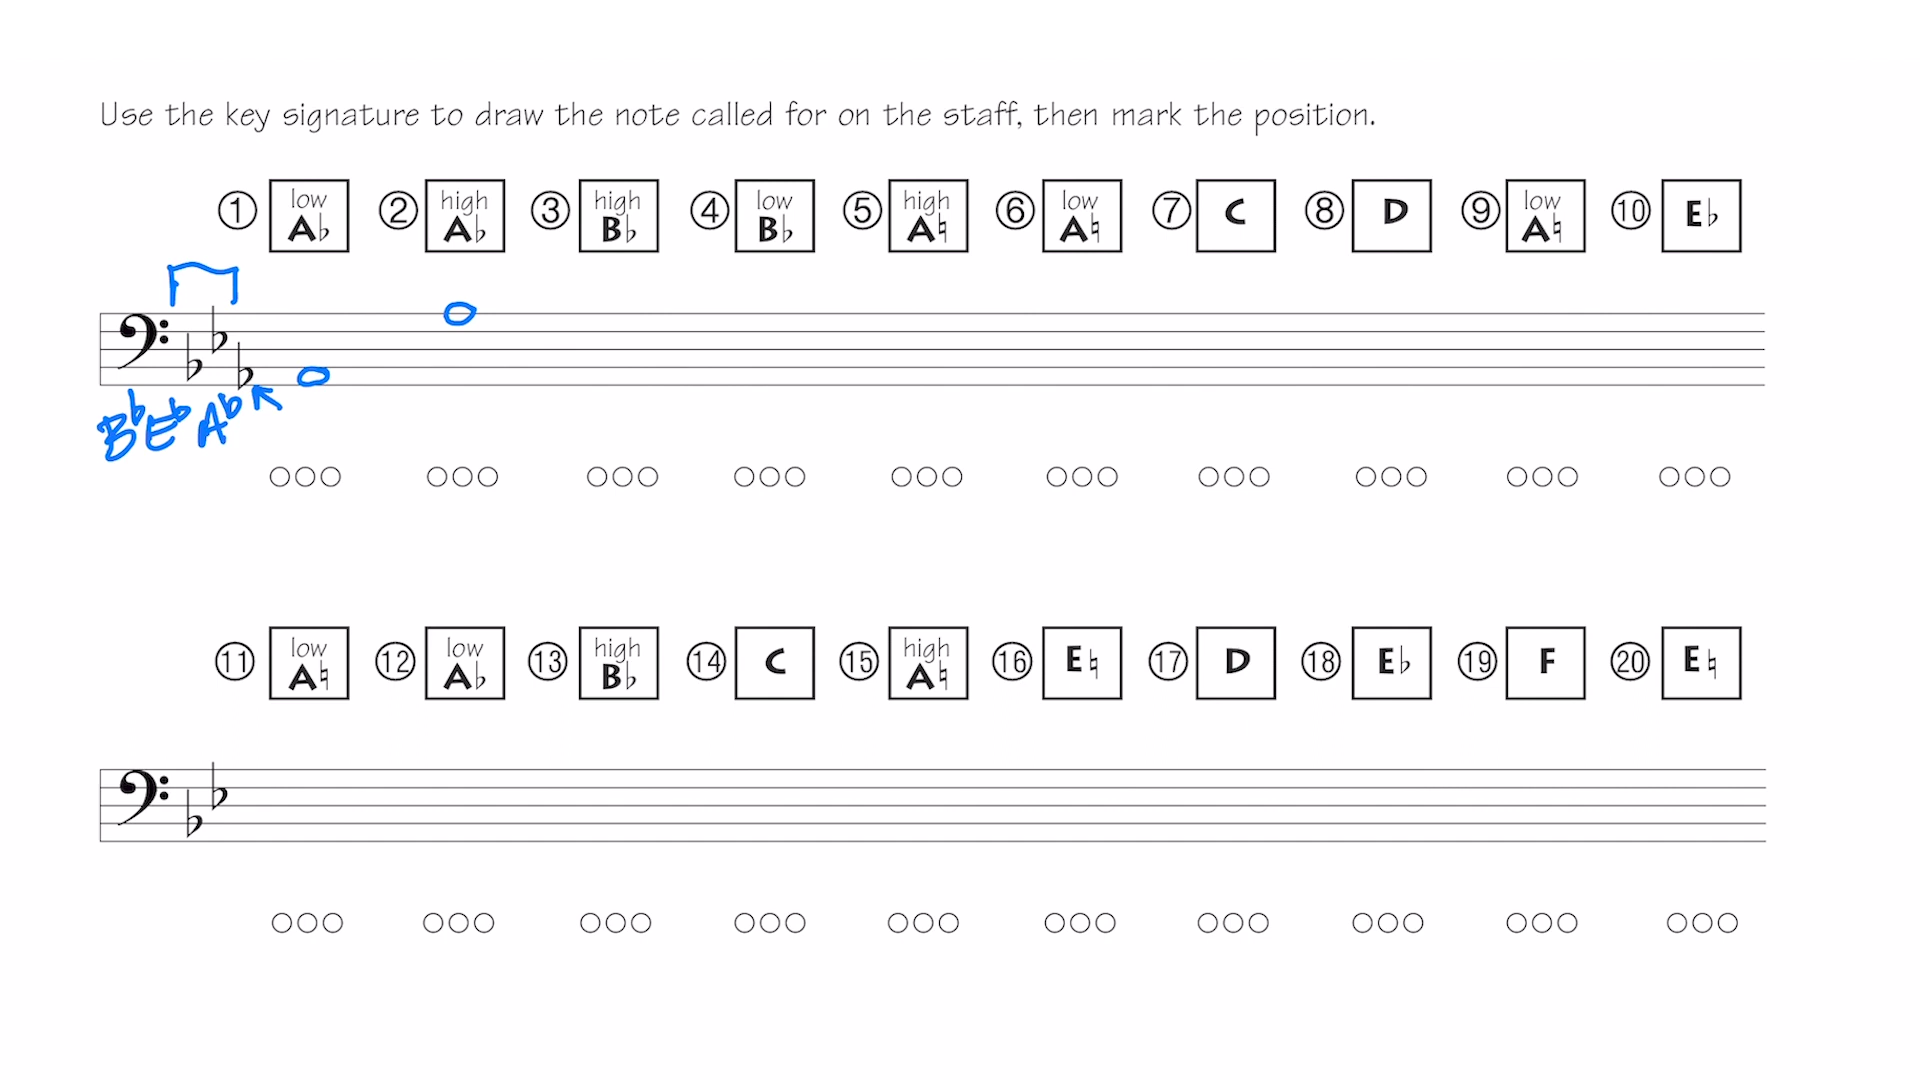 Use the key signature to draw the note called for on the staff, then mark the position.
① low A♭ ② high A♭ ③ high B♭ ④ low B♭ ⑤ high A♮ ⑥ low A♮ ⑦ C ⑧ D ⑨ low A♮ ⑩ E♭
B♭ E♭ A♭
⑪ low A♮ ⑫ low A♭ ⑬ high B♭ ⑭ C ⑮ high A♮ ⑯ E♮ ⑰ D ⑱ E♭ ⑲ F ⑳ E♮